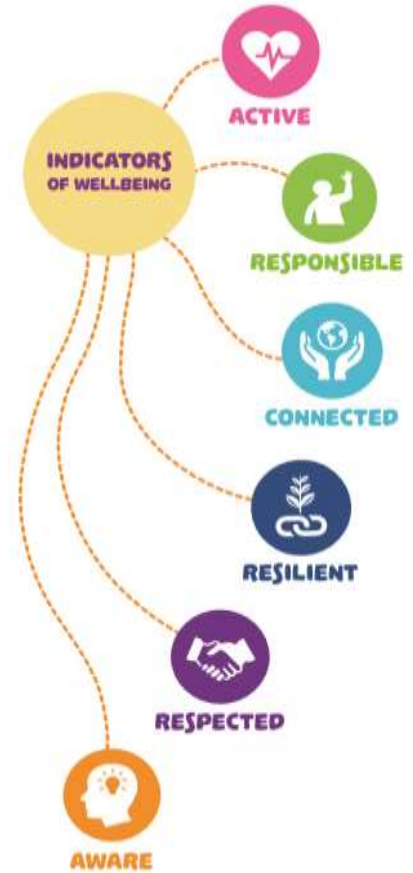 ACTIVE
INDICATORS
OF WELLBEING
RESPONSIBLE
CONNECTED
RESILIENT
RESPECTED
AWARE